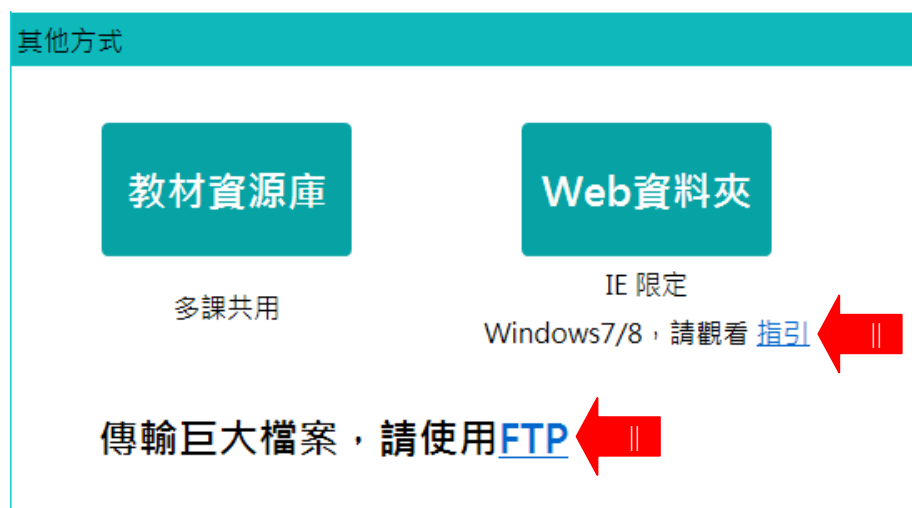 其他方式
教材資源庫
多課共用
Web資料夾
IE 限定
Windows7/8，請觀看 指引
||
傳輸巨大檔案，請使用FTP
||